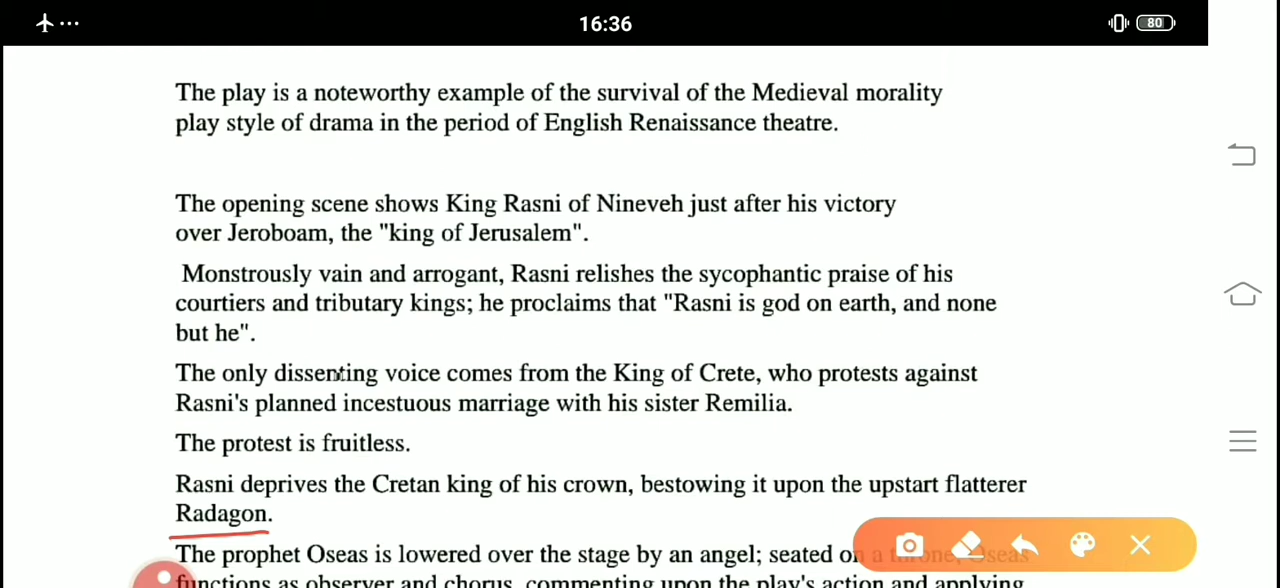 16:36
80
The play is a noteworthy example of the survival of the Medieval morality
play style of drama in the period of English Renaissance theatre.
The opening scene shows King Rasni of Nineveh just after his victory
over Jeroboam, the "king of Jerusalem".
Monstrously vain and arrogant, Rasni relishes the sycophantic praise of his
courtiers and tributary kings; he proclaims that "Rasni is god on earth, and none
but he".
The only dissenting voice comes from the King of Crete, who protests against
Rasni's planned incestuous marriage with his sister Remilia.
The protest is fruitless.
Rasni deprives the Cretan king of his crown, bestowing it upon the upstart flatterer
Radagon.
The prophet Oseas is lowered over the stage by an angel; seated on a throne, Oseas
functions as observer and chorus, commenting upon the play's action and applying